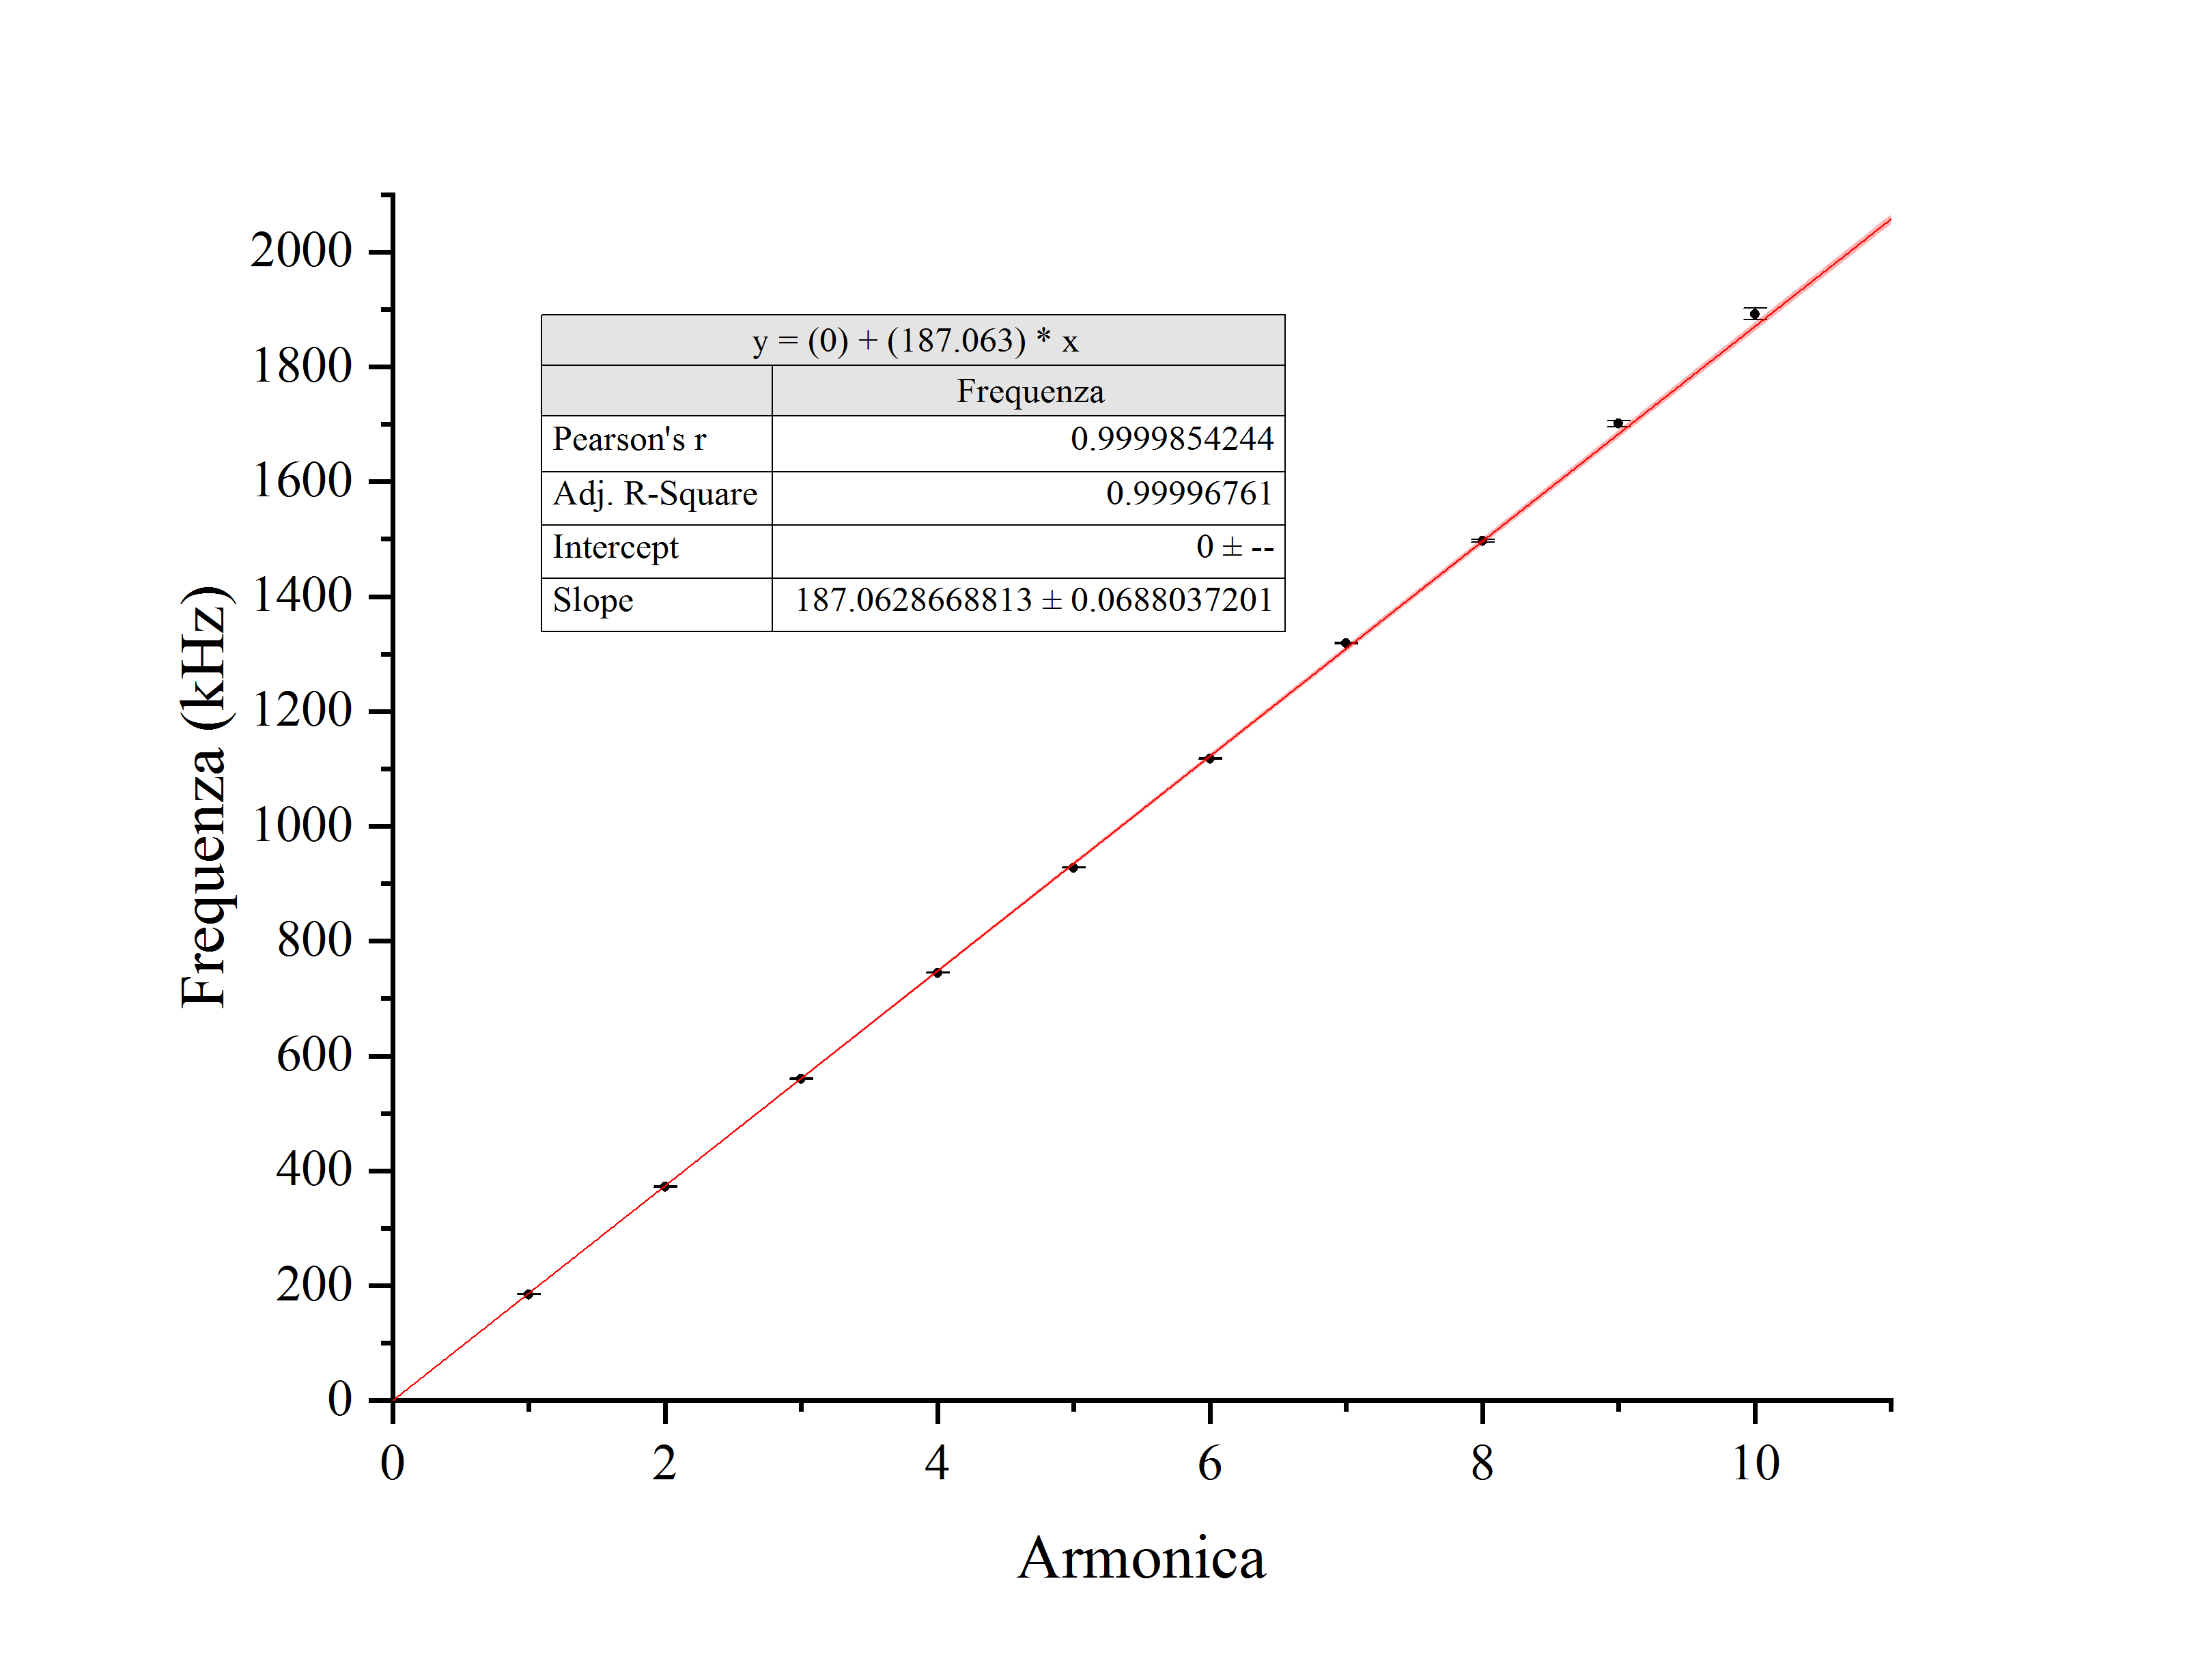 2000
1800
1600
1400
1200
1000
800
600
400
200
0
Frequenza (kHz)
y = (0) + (187.063) * x
Frequenza
Pearson's r 0.9999854244
Adj. R-Square 0.99996761
Intercept 0 ± --
Slope 187.0628668813 ± 0.0688037201
0 2 4 6 8 10
Armonica